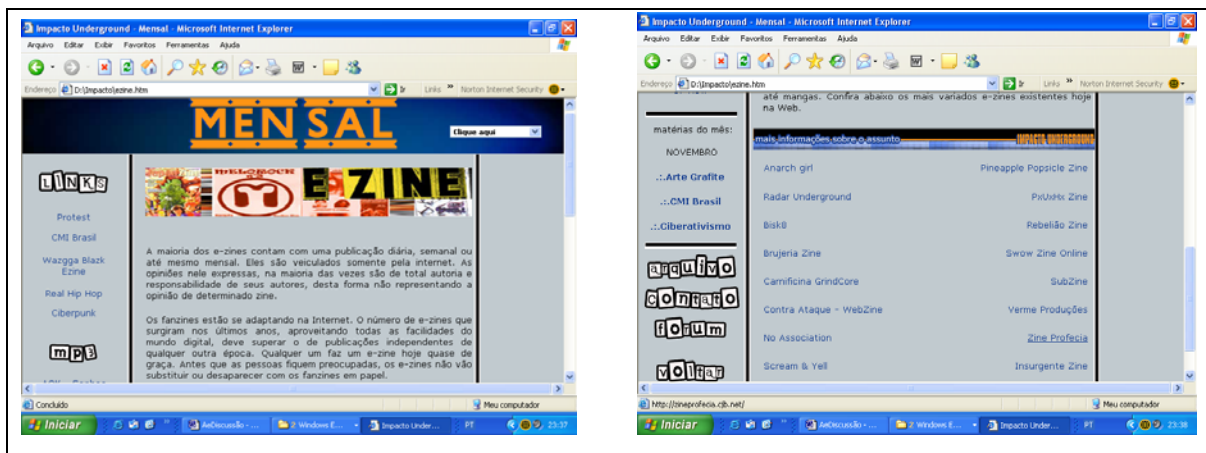 Impacto Underground - Mensal - Microsoft Internet Explorer
Arquivo Editar Exibir Favoritos Ferramentas Ajuda
Endereço D:\Impacto\ezine.htm Ir Links » Norton Internet Security
MENSAL
Clique aqui
LINKS
Protest
CMI Brasil
Wazgga Blazk
Ezine
Real Hip Hop
Ciberpunk
mp3
E-ZINE
A maioria dos e-zines contam com uma publicação diária, semanal ou
até mesmo mensal. Eles são veiculados somente pela internet. As
opiniões nele expressas, na maioria das vezes são de total autoria e
responsabilidade de seus autores, desta forma não representando a
opinião de determinado zine.
Os fanzines estão se adaptando na Internet. O número de e-zines que
surgiram nos últimos anos, aproveitando todas as facilidades do
mundo digital, deve superar o de publicações independentes de
qualquer outra época. Qualquer um faz um e-zine hoje quase de
graça. Antes que as pessoas fiquem preocupadas, os e-zines não vão
substituir ou desaparecer com os fanzines em papel.
Concluído Meu computador
Iniciar AeDiscussão - ... 2 Windows E... Impacto Under... PT 23:37
Impacto Underground - Mensal - Microsoft Internet Explorer
Arquivo Editar Exibir Favoritos Ferramentas Ajuda
Endereço D:\Impacto\ezine.htm Ir Links » Norton Internet Security
até mangas. Confira abaixo os mais variados e-zines existentes hoje
na Web.
matérias do mês:
NOVEMBRO
.:.Arte Grafite
.:.CMI Brasil
.:.Ciberativismo
arquivo
contato
forum
voltar
mais informações sobre o assunto IMPACTO UNDERGROUND
Anarch girl Pineapple Popsicle Zine
Radar Underground PxUxHx Zine
Bisk8 Rebelião Zine
Brujeria Zine Swow Zine Online
Carnificina GrindCore SubZine
Contra Ataque - WebZine Verme Produções
No Association Zine Profecia
Scream & Yell Insurgente Zine
http://zineprofecia.cjb.net/ Meu computador
Iniciar AeDiscussão - ... 2 Windows E... Impacto Under... PT 23:38